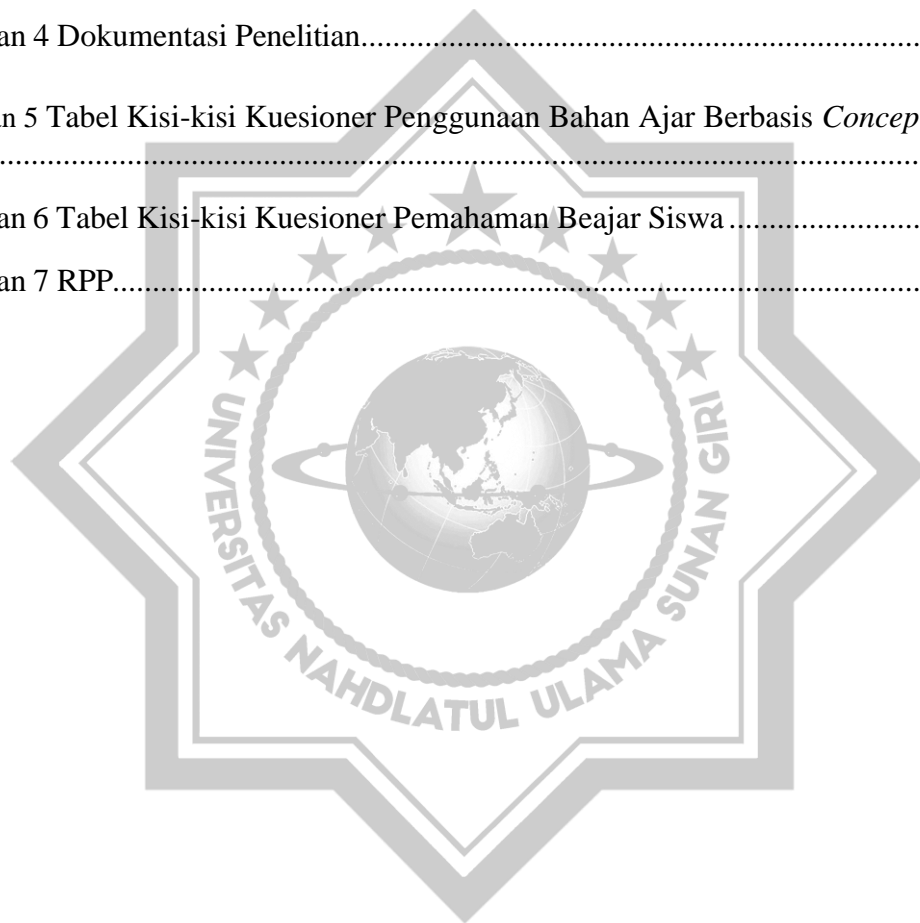 an 4 Dokumentasi Penelitian........................................................................
an 5 Tabel Kisi-kisi Kuesioner Penggunaan Bahan Ajar Berbasis Concep
........................................................................................................................
an 6 Tabel Kisi-kisi Kuesioner Pemahaman Beajar Siswa........................
an 7 RPP......................................................................................................
UNIVERSITAS NAHDLATUL ULAMA SUNAN GIRI